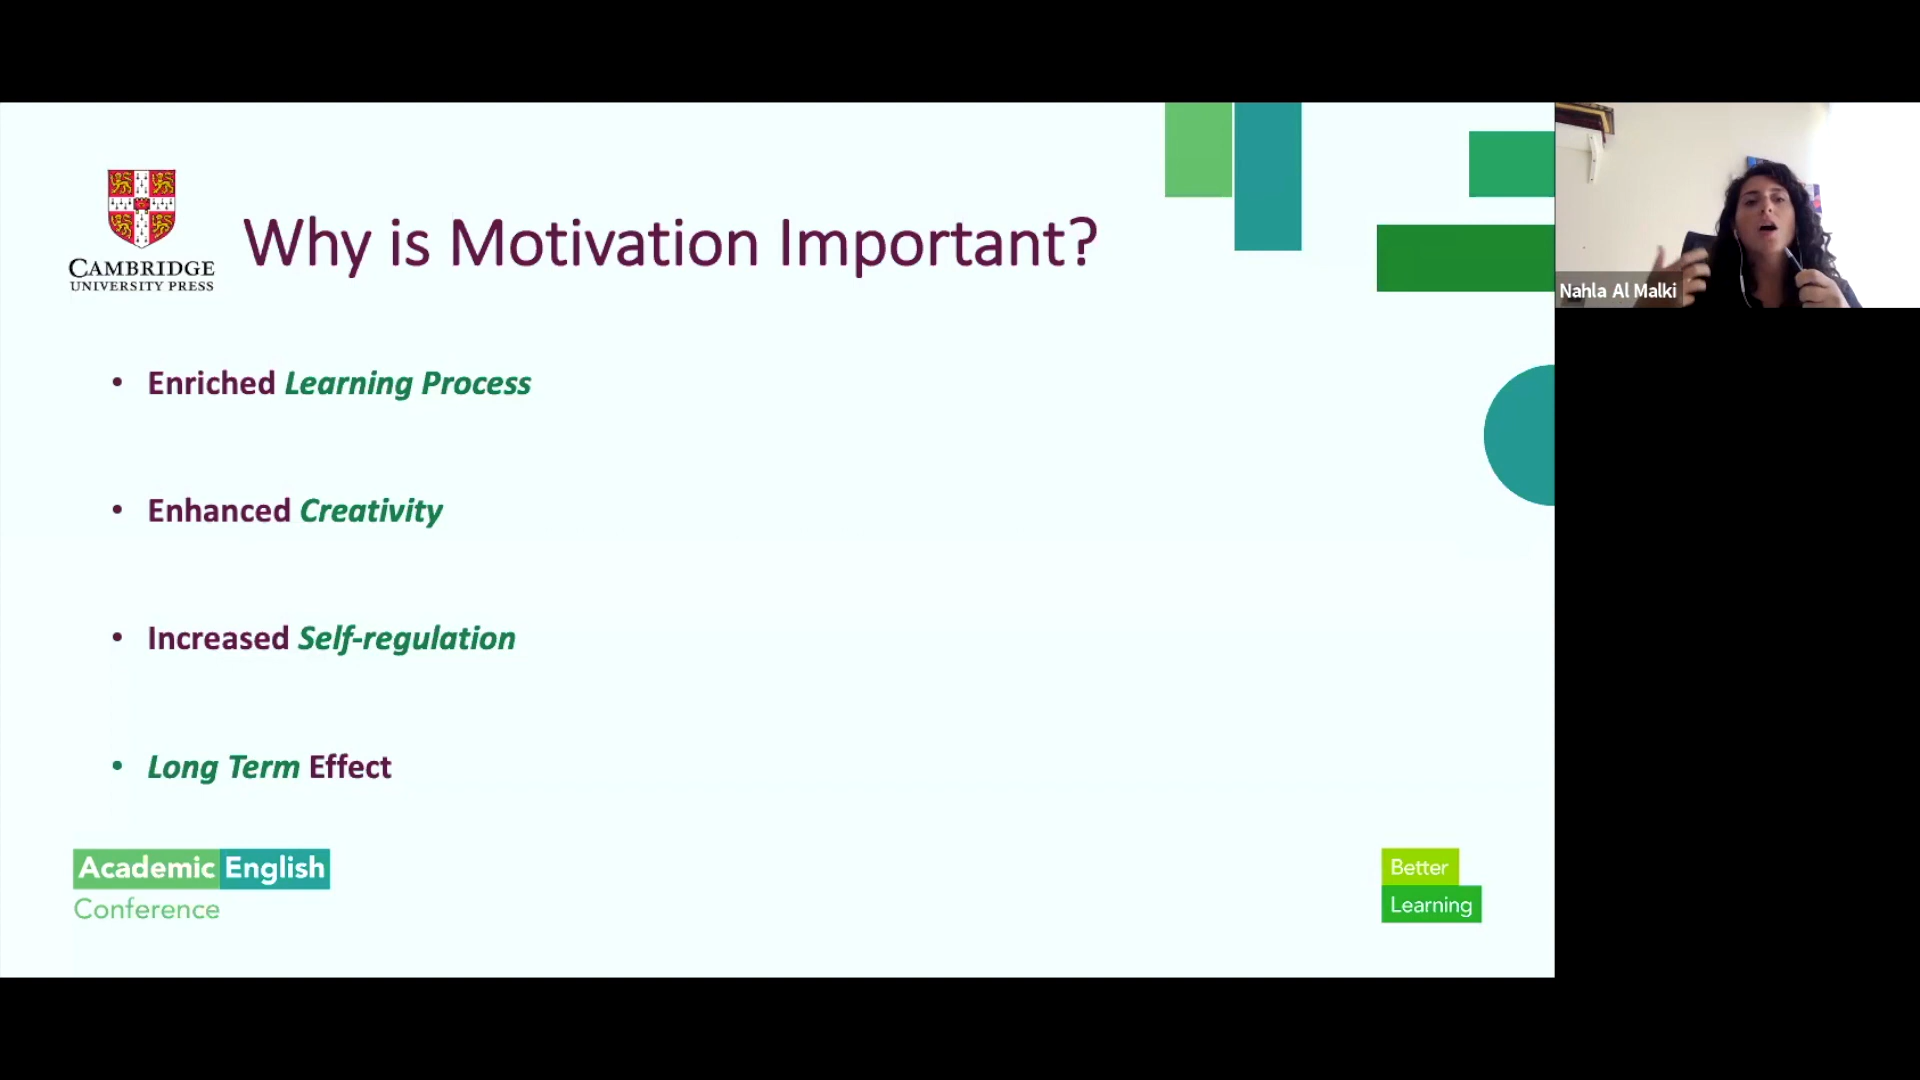 CAMBRIDGE
UNIVERSITY PRESS
Why is Motivation Important?
Nahla Al Malki
• Enriched Learning Process
• Enhanced Creativity
• Increased Self-regulation
• Long Term Effect
Academic English
Conference
Better
Learning